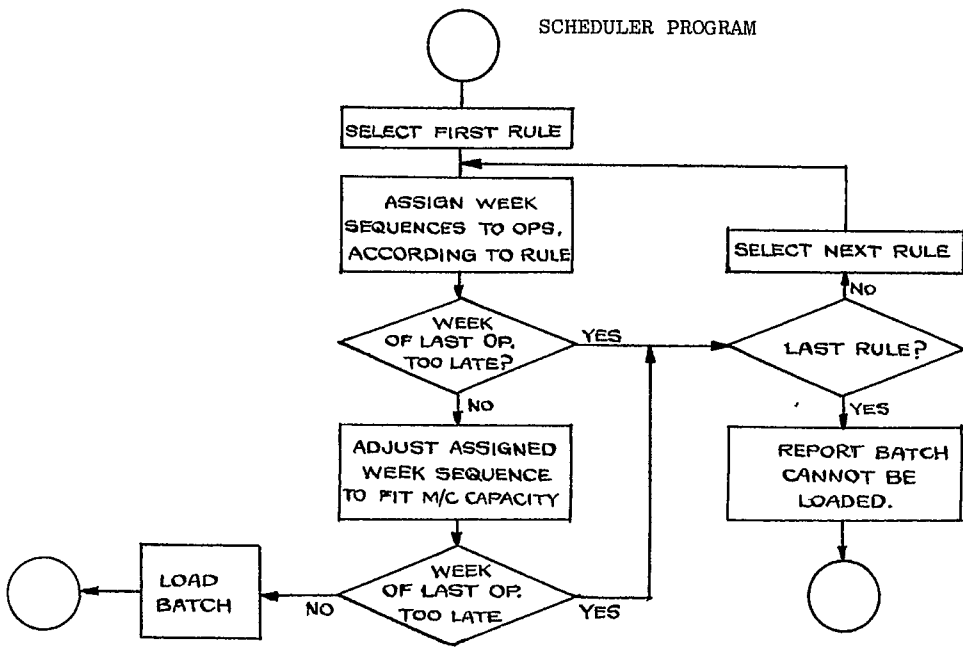 SCHEDULER PROGRAM
SELECT FIRST RULE
ASSIGN WEEK
SEQUENCES TO OPS,
ACCORDING TO RULE
SELECT NEXT RULE
NO
WEEK
OF LAST OP.
TOO LATE?
YES
LAST RULE?
NO
YES
ADJUST ASSIGNED
WEEK SEQUENCE
TO FIT M/C CAPACITY
REPORT BATCH
CANNOT BE
LOADED.
WEEK
OF LAST OP.
TOO LATE
YES
NO
LOAD
BATCH